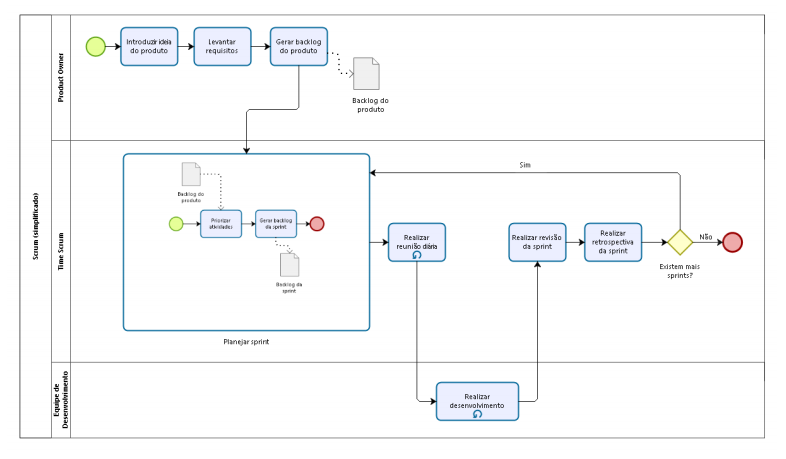 Scrum (simplificado)
Product Owner
Introduzir ideia
do produto
Levantar
requisitos
Gerar backlog
do produto
Backlog do
produto
Time Scrum
Backlog do
produto
Priorizar
atividades
Gerar backlog
da sprint
Backlog da
sprint
Planejar sprint
Realizar
reunião diária
Realizar revisão
da sprint
Realizar
retrospectiva
da sprint
Sim
Não
Existem mais
sprints?
Equipe de
Desenvolvimento
Realizar
desenvolvimento